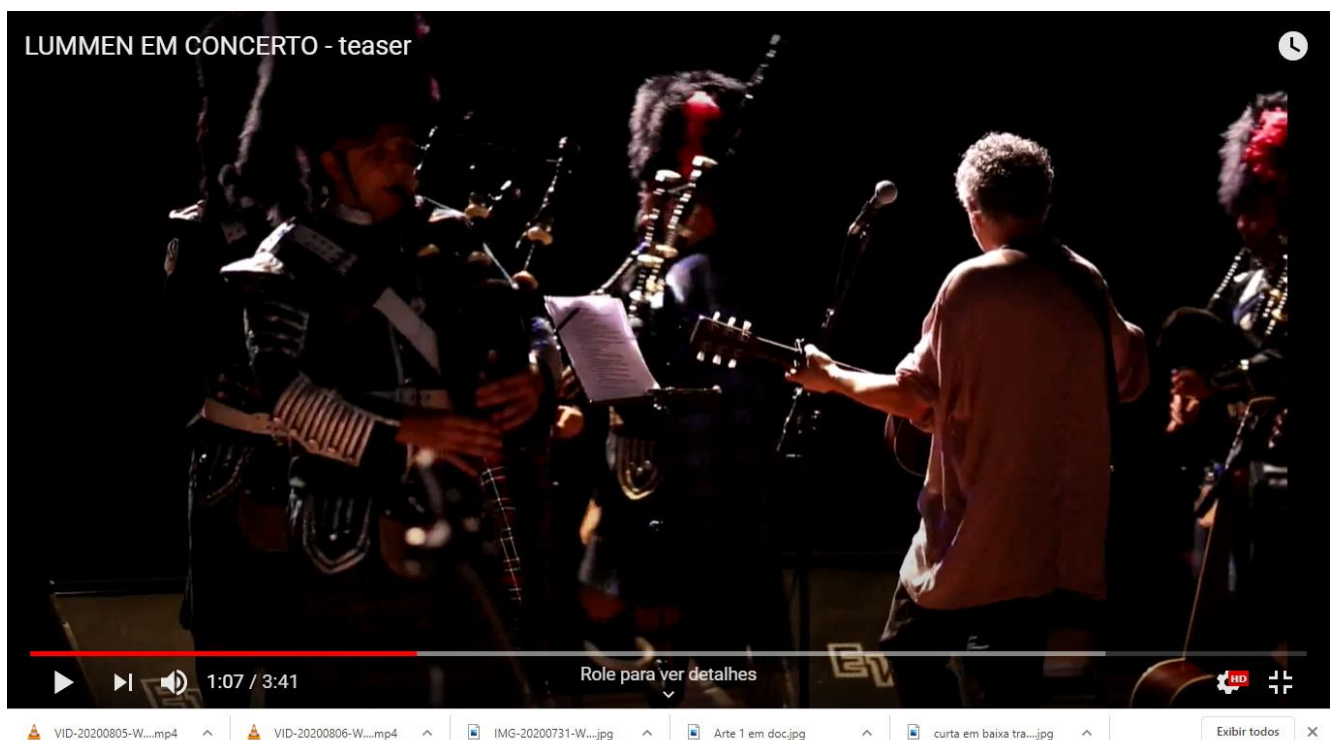 LUMMEN EM CONCERTO - teaser
1:07 / 3:41
Role para ver detalhes
HD
VID-20200805-W....mp4
VID-20200806-W....mp4
IMG-20200731-W....jpg
Arte 1 em doc.jpg
curta em baixa tra....jpg
Exibir todos